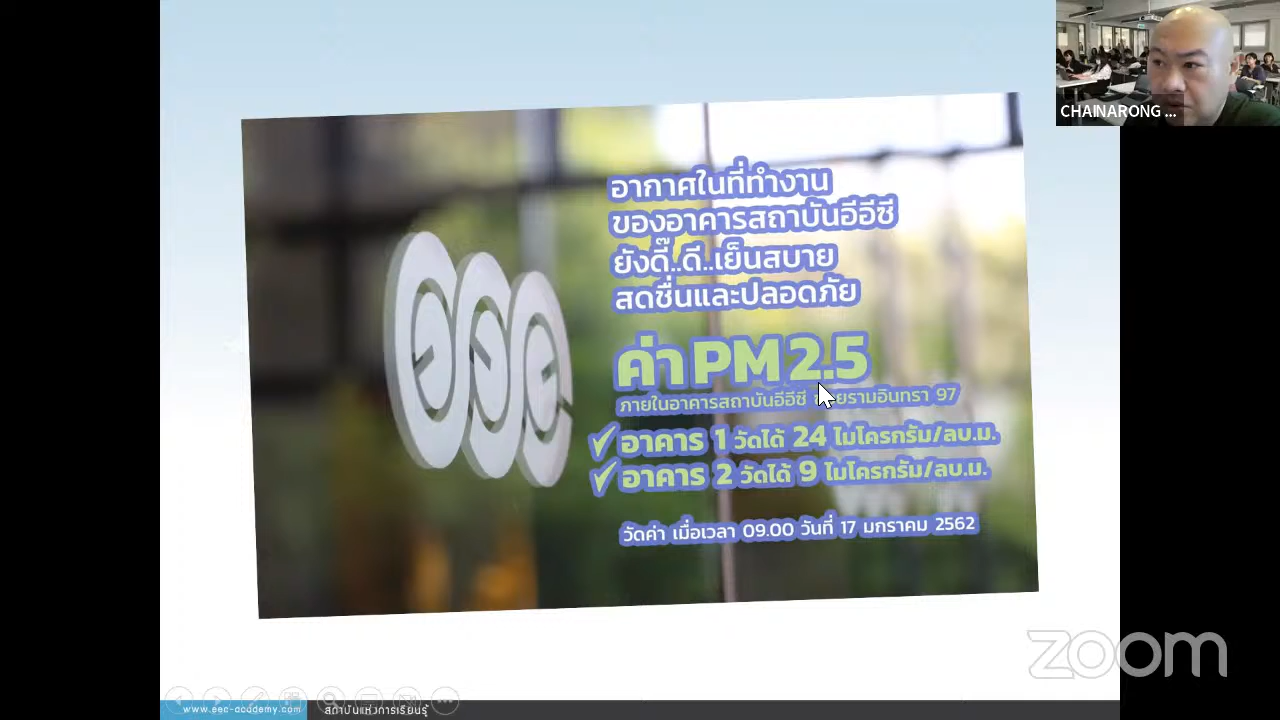 CHAINARONG ...
อากาศในที่ทำงาน
ของอาคารสถาบันอีอีซี
ยังดี๊..ดี..เย็นสบาย
สดชื่นและปลอดภัย
ค่า PM 2.5
ภายในอาคารสถาบันอีอีซี รามอินทรา 97
✓ อาคาร 1 วัดได้ 24 ไมโครกรัม/ลบ.ม.
✓ อาคาร 2 วัดได้ 9 ไมโครกรัม/ลบ.ม.
วัดค่า เมื่อเวลา 09.00 วันที่ 17 มกราคม 2562
zoom
www.eec-academy.com สถาบันแห่งการเรียนรู้